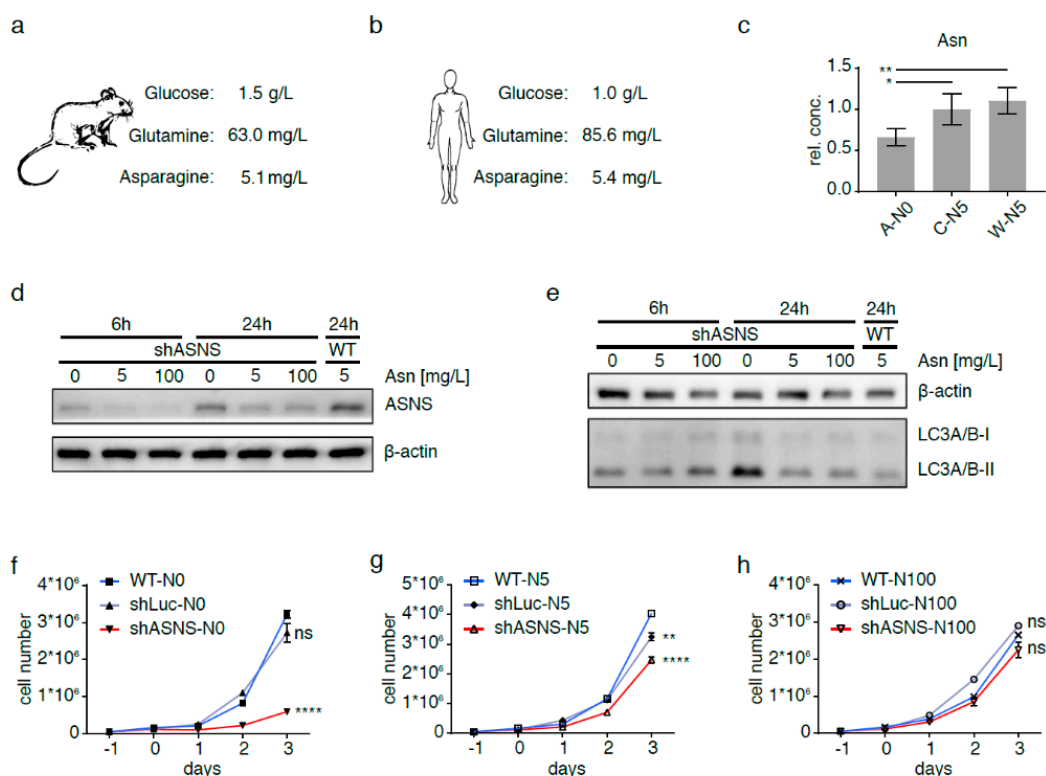 a
Glucose: 1.5 g/L
Glutamine: 63.0 mg/L
Asparagine: 5.1 mg/L
b
Glucose: 1.0 g/L
Glutamine: 85.6 mg/L
Asparagine: 5.4 mg/L
c
Asn
**
*
rel. conc.
1.5
1.0
0.5
0.0
A-N0
C-N5
W-N5
d
6h 24h 24h
shASNS WT
0 5 100 0 5 100 5 Asn [mg/L]
ASNS
β-actin
e
6h 24h 24h
shASNS WT
0 5 100 0 5 100 5 Asn [mg/L]
β-actin
LC3A/B-I
LC3A/B-II
f
cell number
4*10⁶
3*10⁶
2*10⁶
1*10⁶
0
WT-N0
shLuc-N0
shASNS-N0
ns
****
-1 0 1 2 3
days
g
cell number
5*10⁶
4*10⁶
3*10⁶
2*10⁶
1*10⁶
0
WT-N5
shLuc-N5
shASNS-N5
**
****
-1 0 1 2 3
days
h
cell number
4*10⁶
3*10⁶
2*10⁶
1*10⁶
0
WT-N100
shLuc-N100
shASNS-N100
ns
ns
-1 0 1 2 3
days